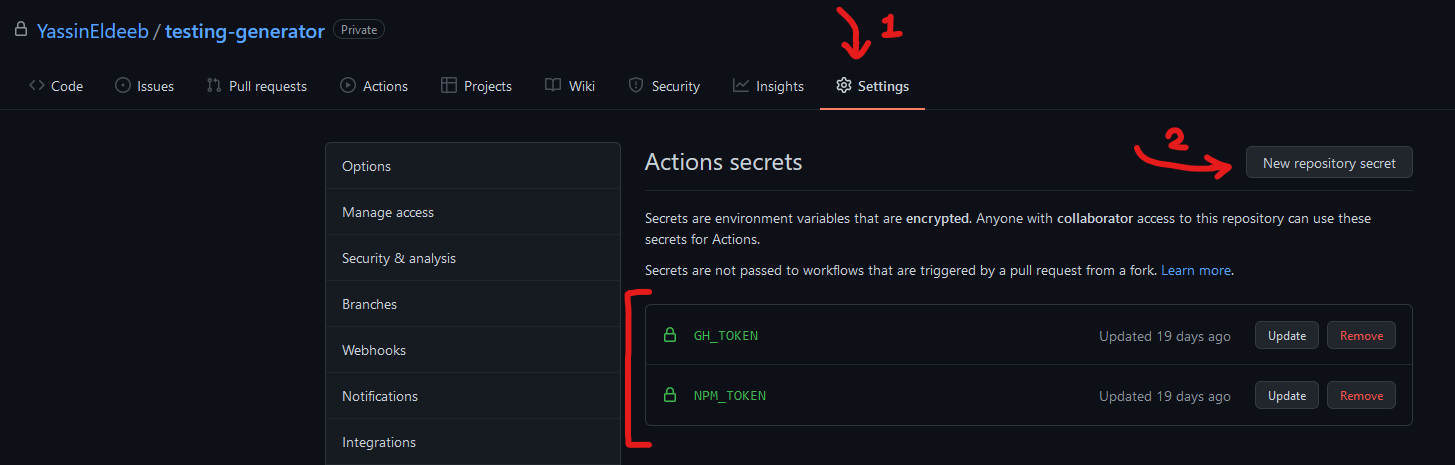 YassinEldeeb / testing-generator Private
1
Code Issues Pull requests Actions Projects Wiki Security Insights Settings
2
Options
Manage access
Security & analysis
Branches
Webhooks
Notifications
Integrations
Actions secrets New repository secret
Secrets are environment variables that are encrypted. Anyone with collaborator access to this repository can use these
secrets for Actions.
Secrets are not passed to workflows that are triggered by a pull request from a fork. Learn more.
GH_TOKEN Updated 19 days ago Update Remove
NPM_TOKEN Updated 19 days ago Update Remove